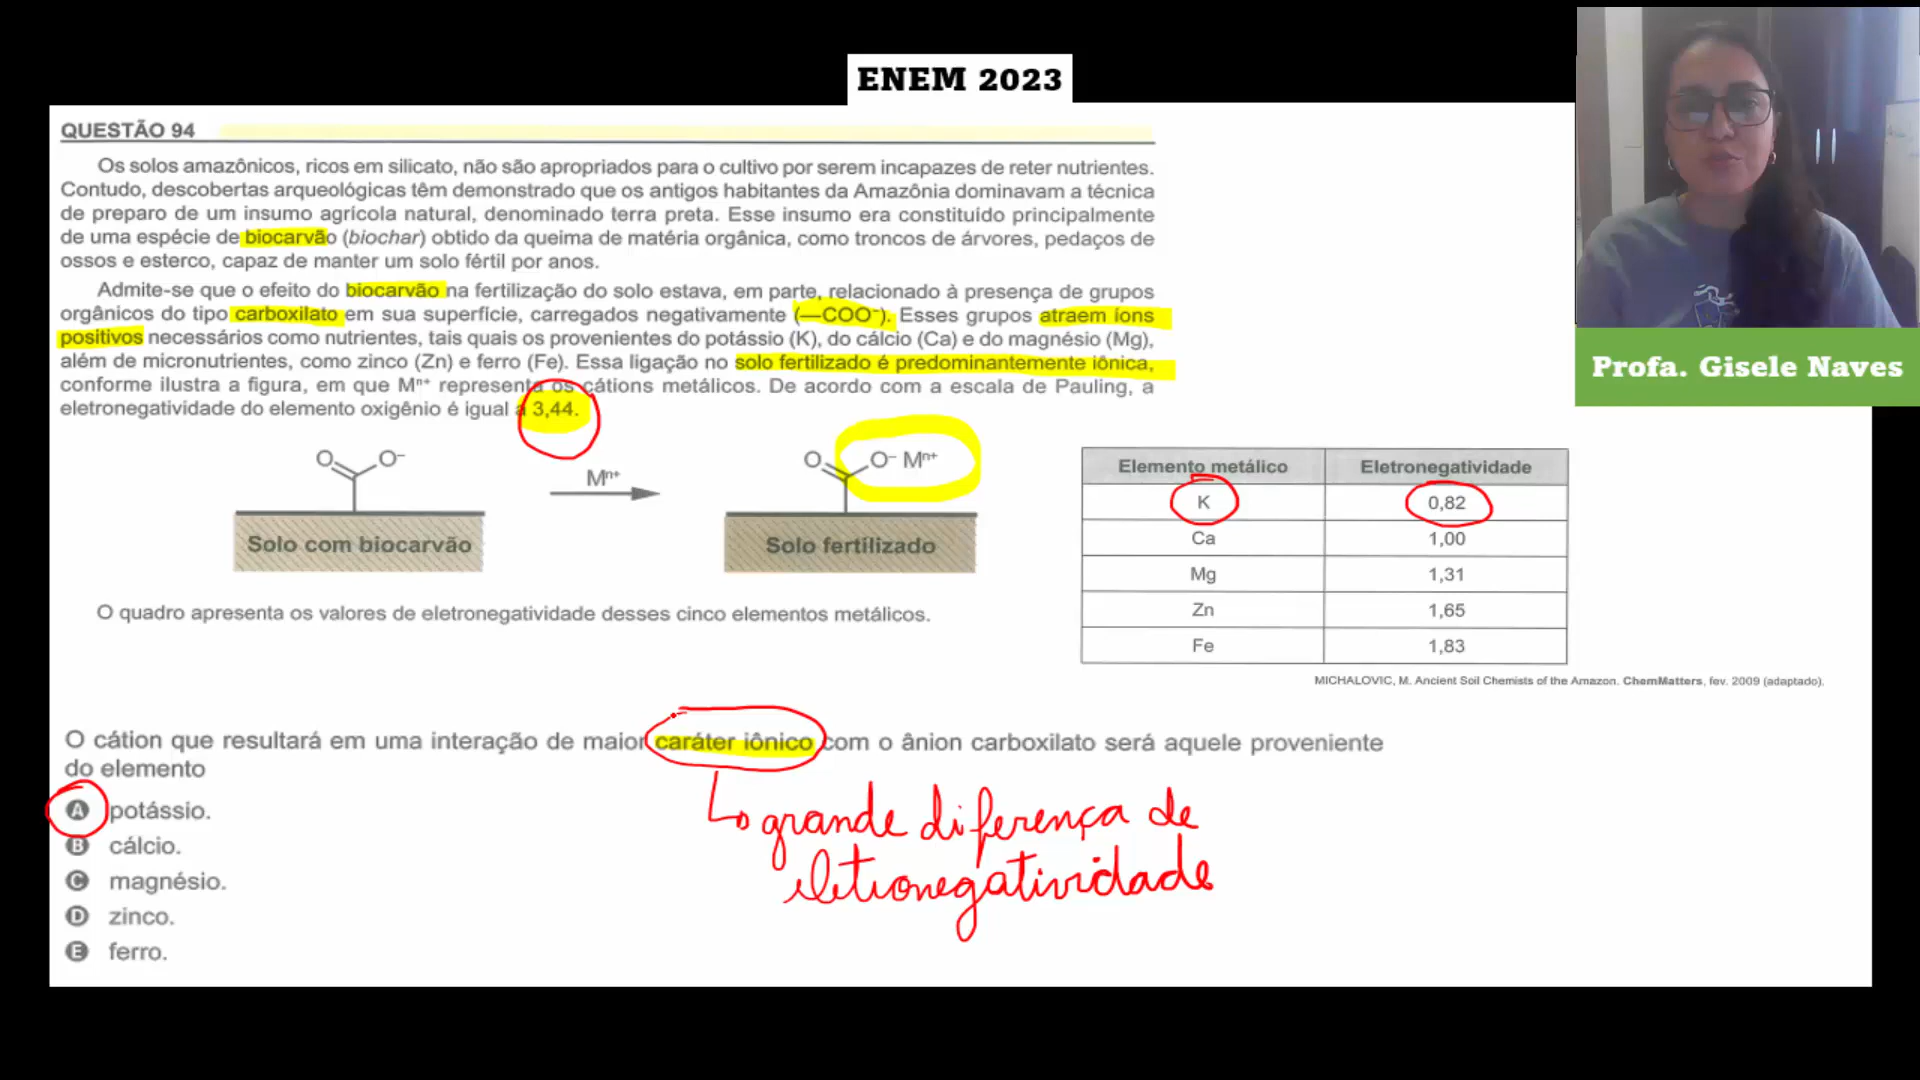 ENEM 2023
QUESTÃO 94
Os solos amazônicos, ricos em silicato, não são apropriados para o cultivo por serem incapazes de reter nutrientes.
Contudo, descobertas arqueológicas têm demonstrado que os antigos habitantes da Amazônia dominavam a técnica
de preparo de um insumo agrícola natural, denominado terra preta. Esse insumo era constituído principalmente
de uma espécie de biocarvão (biochar) obtido da queima de matéria orgânica, como troncos de árvores, pedaços de
ossos e esterco, capaz de manter um solo fértil por anos.
Admite-se que o efeito do biocarvão na fertilização do solo estava, em parte, relacionado à presença de grupos
orgânicos do tipo carboxilato em sua superfície, carregados negativamente (—COO⁻). Esses grupos atraem íons
positivos necessários como nutrientes, tais quais os provenientes do potássio (K), do cálcio (Ca) e do magnésio (Mg),
além de micronutrientes, como zinco (Zn) e ferro (Fe). Essa ligação no solo fertilizado é predominantemente iônica,
conforme ilustra a figura, em que Mⁿ⁺ representa os cátions metálicos. De acordo com a escala de Pauling, a
eletronegatividade do elemento oxigênio é igual a 3,44.
O O⁻
Mⁿ⁺
O O⁻ Mⁿ⁺
Solo com biocarvão
Solo fertilizado
O quadro apresenta os valores de eletronegatividade desses cinco elementos metálicos.
Elemento metálico Eletronegatividade
K 0,82
Ca 1,00
Mg 1,31
Zn 1,65
Fe 1,83
MICHALOVIC, M. Ancient Soil Chemists of the Amazon. ChemMatters, fev. 2009 (adaptado).
O cátion que resultará em uma interação de maior caráter iônico com o ânion carboxilato será aquele proveniente
do elemento
A potássio.
B cálcio.
C magnésio.
D zinco.
E ferro.
grande diferença de
eletronegatividade
Profa. Gisele Naves